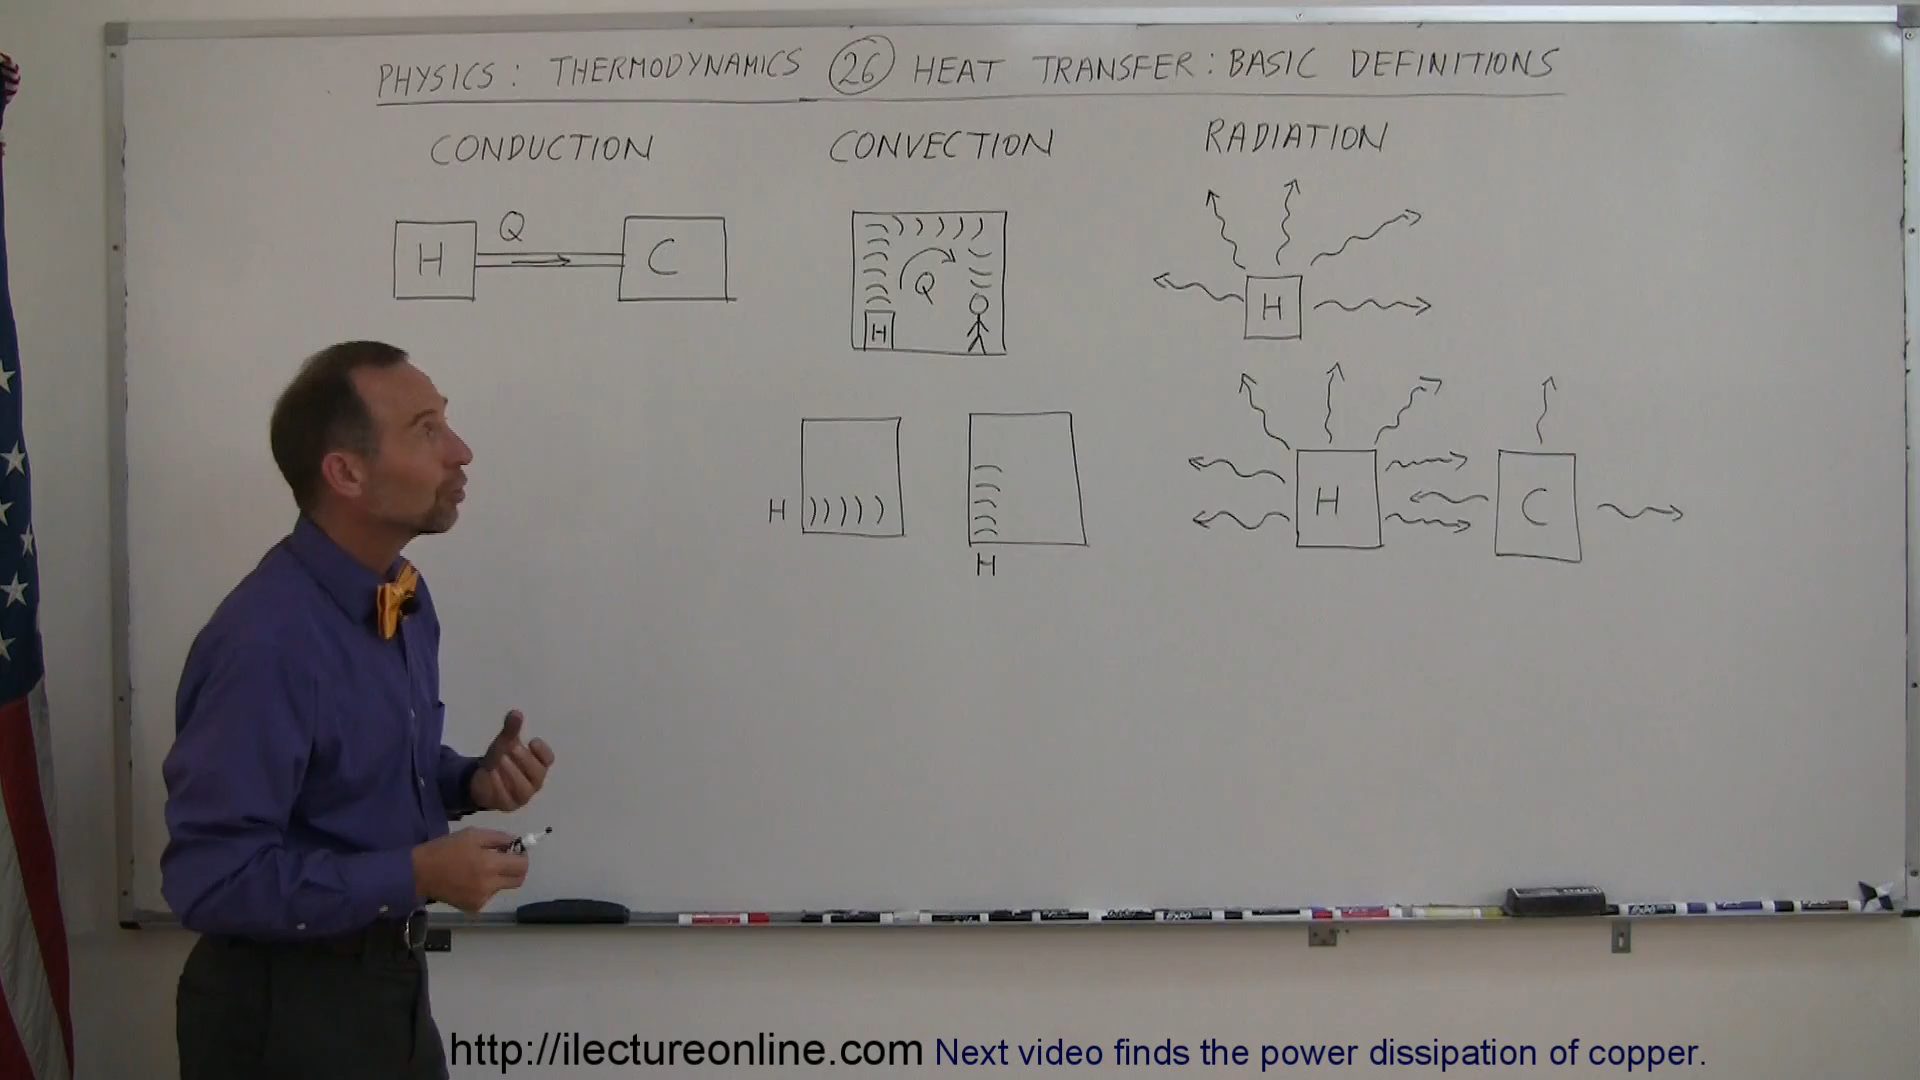 PHYSICS: THERMODYNAMICS 26 HEAT TRANSFER: BASIC DEFINITIONS
CONDUCTION
H Q C
CONVECTION
Q
H
H
H
RADIATION
H
H C
http://ilectureonline.com Next video finds the power dissipation of copper.